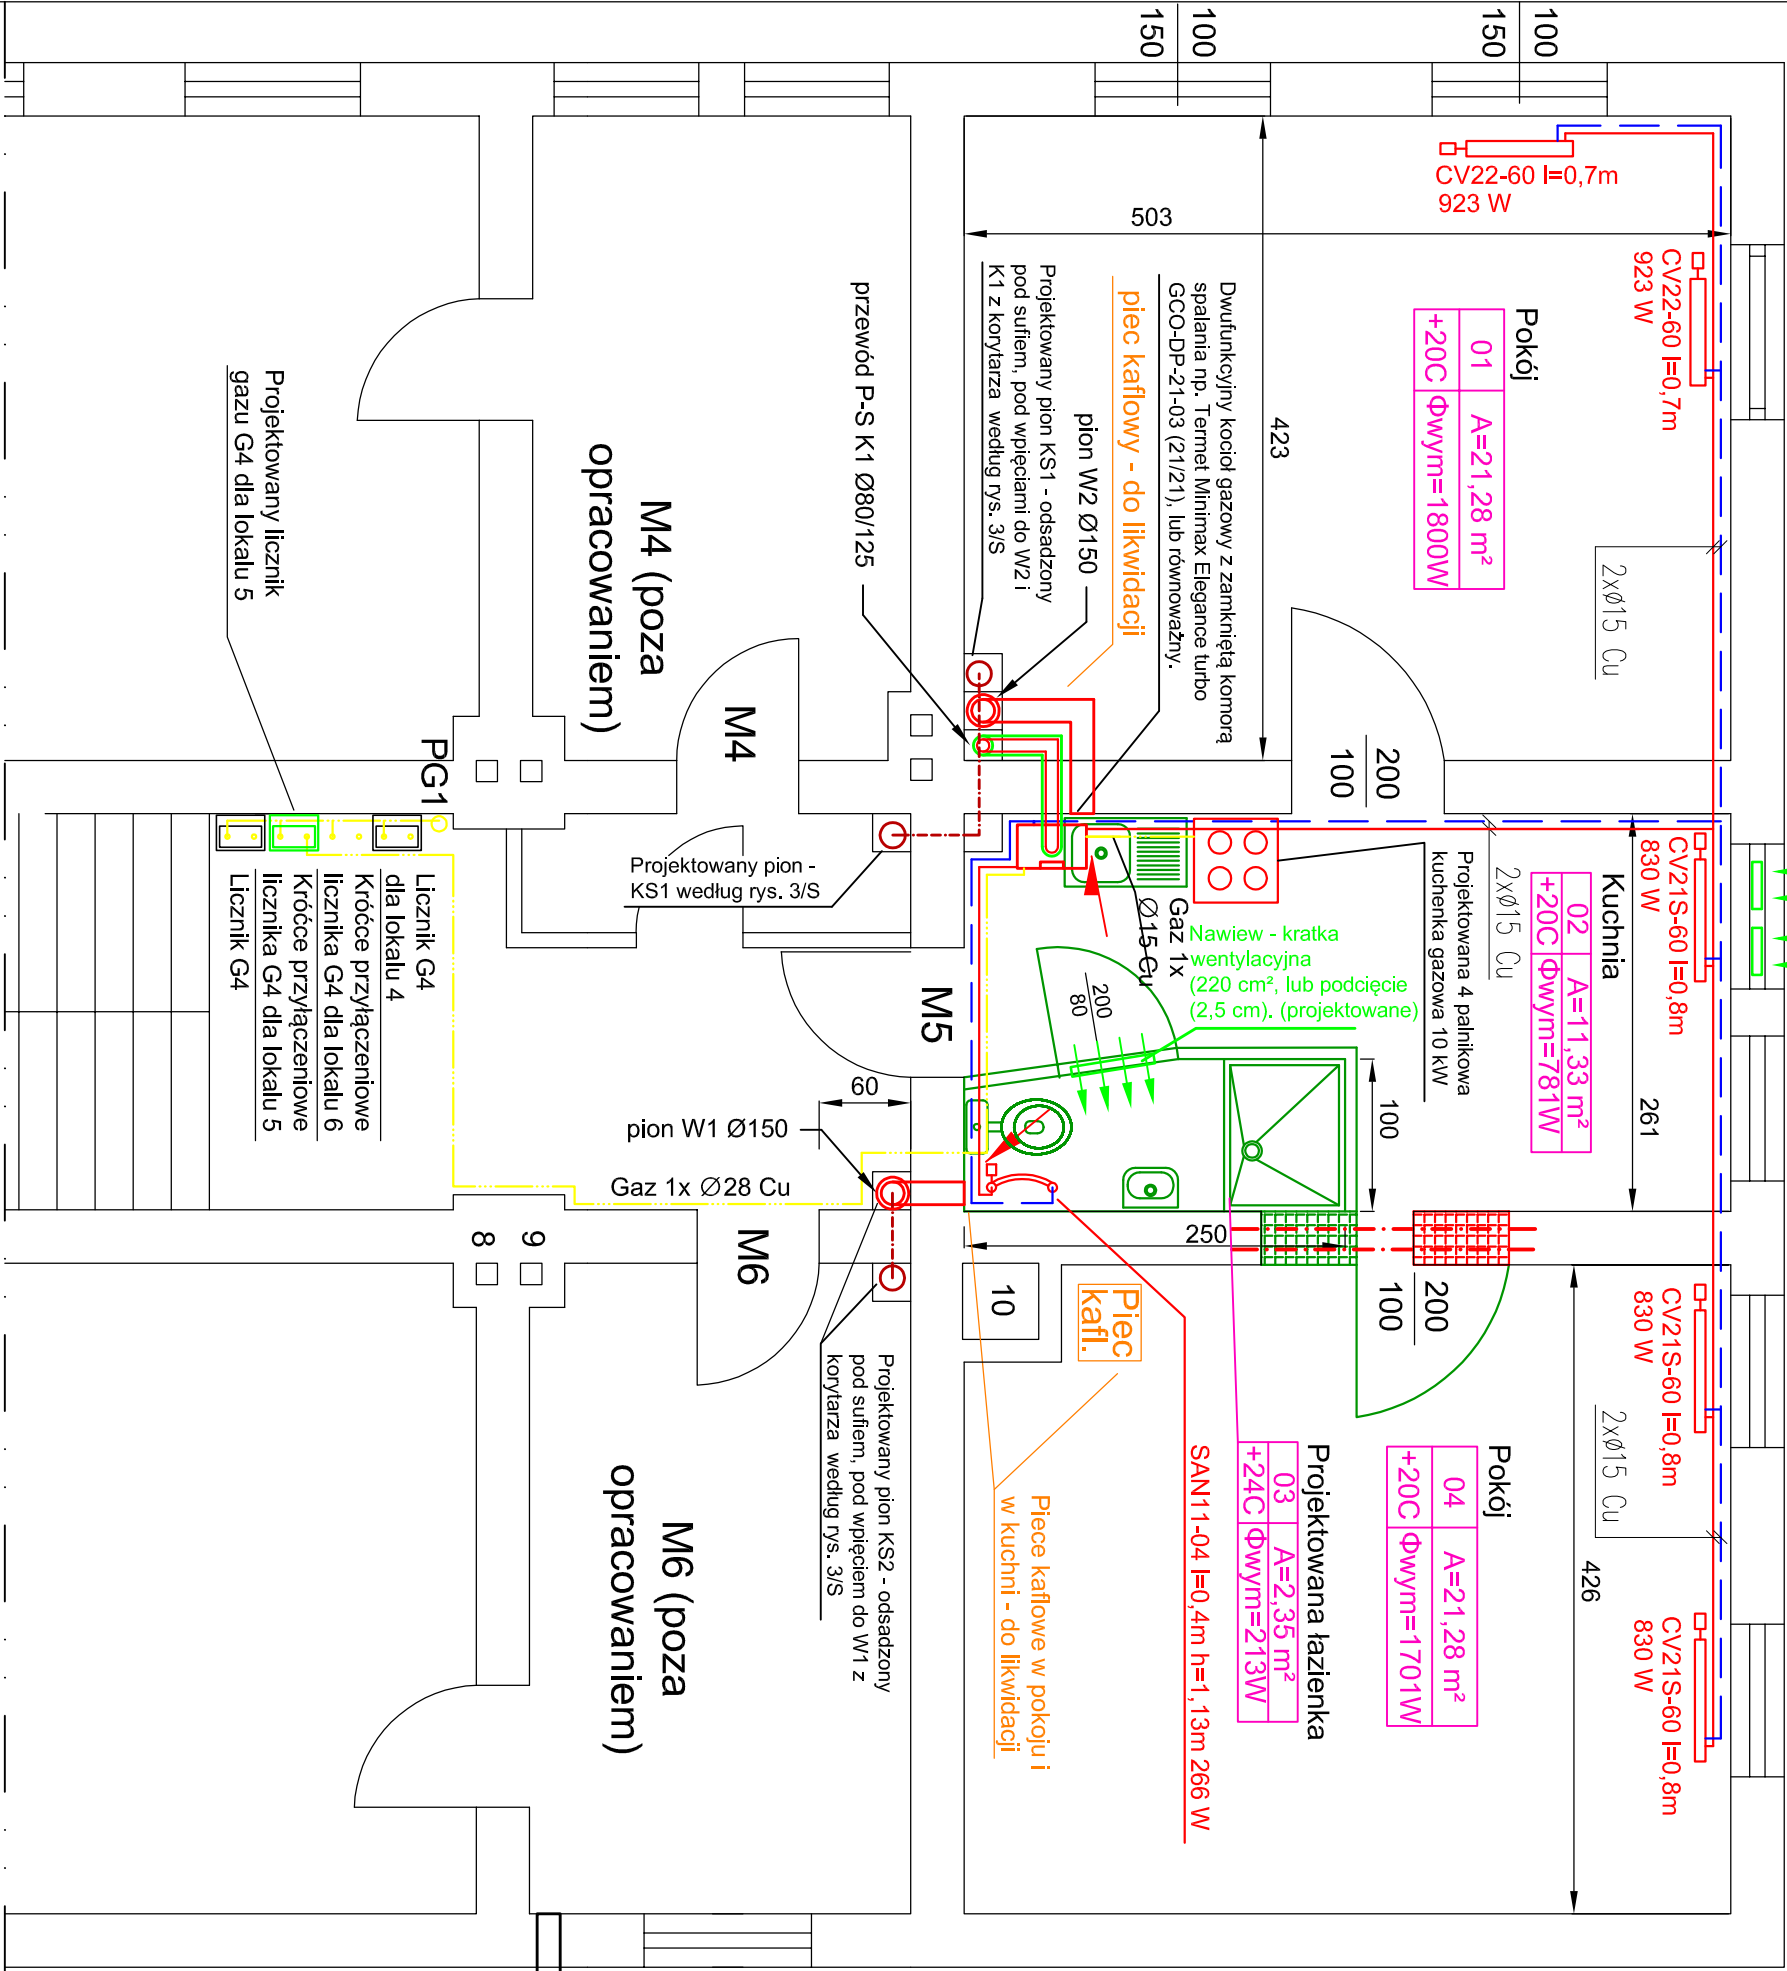 100
150
100
150
CV22-60 l=0,7m
923 W
CV22-60 l=0,7m
923 W
503
423
Pokój
01 A=21,28 m²
+20C Φwym=1800W
2xØ15 Cu
Dwufunkcyjny kocioł gazowy z zamkniętą komorą
spalania np. Termet Minimax Elegance turbo
GCO-DP-21-03 (21/21), lub równoważny.
piec kaflowy - do likwidacji
pion W2 Ø150
Projektowany pion KS1 - odsadzony
pod sufiem, pod wpięciami do W2 i
K1 z korytarza według rys. 3/S
przewód P-S K1 Ø80/125
M4 (poza
opracowaniem)
Projektowany licznik
gazu G4 dla lokalu 5
M4
PG1
200
100
CV21S-60 l=0,8m
830 W
Kuchnia
02 A=11,33 m²
+20C Φwym=781W
261
2xØ15 Cu
Projektowana 4 palnikowa
kuchenka gazowa 10 kW
Gaz 1x
Ø15 Cu
Nawiew - kratka
wentylacyjna
(220 cm², lub podcięcie
(2,5 cm). (projektowane)
200
80
100
Projektowany pion -
KS1 według rys. 3/S
M5
60
pion W1 Ø150
Gaz 1x Ø28 Cu
Licznik G4
dla lokalu 4
Króćce przyłączeniowe
licznika G4 dla lokalu 6
Króćce przyłączeniowe
licznika G4 dla lokalu 5
Licznik G4
250
M6
9
8
10
Piec
kafl.
200
100
CV21S-60 l=0,8m
830 W
2xØ15 Cu
426
CV21S-60 l=0,8m
830 W
Pokój
04 A=21,28 m²
+20C Φwym=1701W
Projektowana łazienka
03 A=2,35 m²
+24C Φwym=213W
SAN11-04 l=0,4m h=1,13m 266 W
Piece kaflowe w pokoju i
w kuchni - do likwidacji
Projektowany pion KS2 - odsadzony
pod sufiem, pod wpięciem do W1 z
korytarza według rys. 3/S
M6 (poza
opracowaniem)